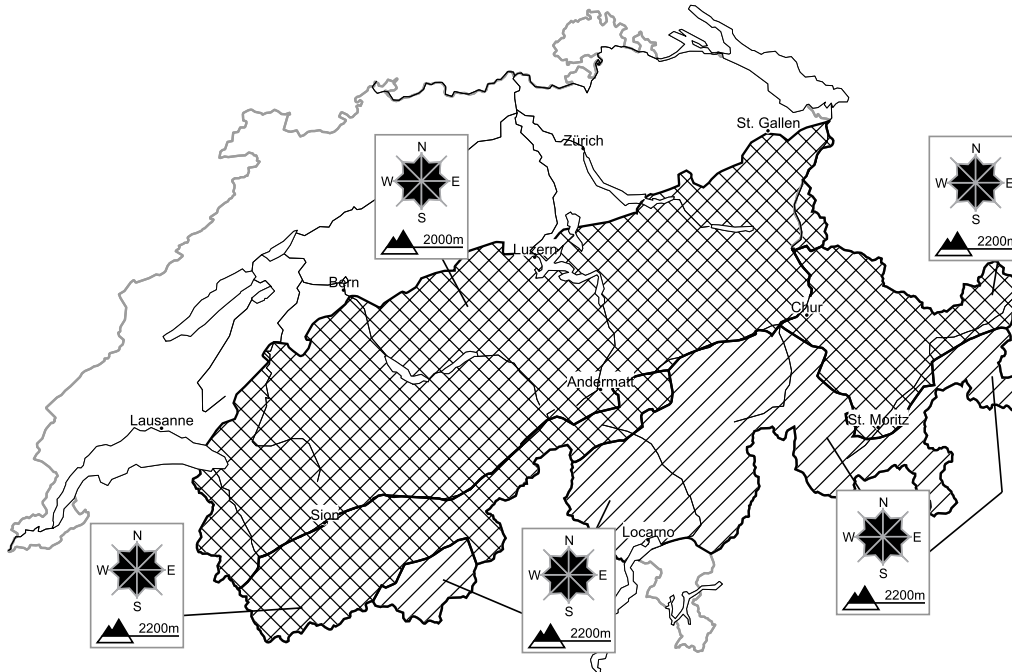 St. Gallen
Zürich
N
W E
S
2000m
N
W E
S
2200m
Luzern
Bern
Chur
Andermatt
Lausanne
St. Moritz
Sion
Locarno
N
W E
S
2200m
N
W E
S
2200m
N
W E
S
2200m